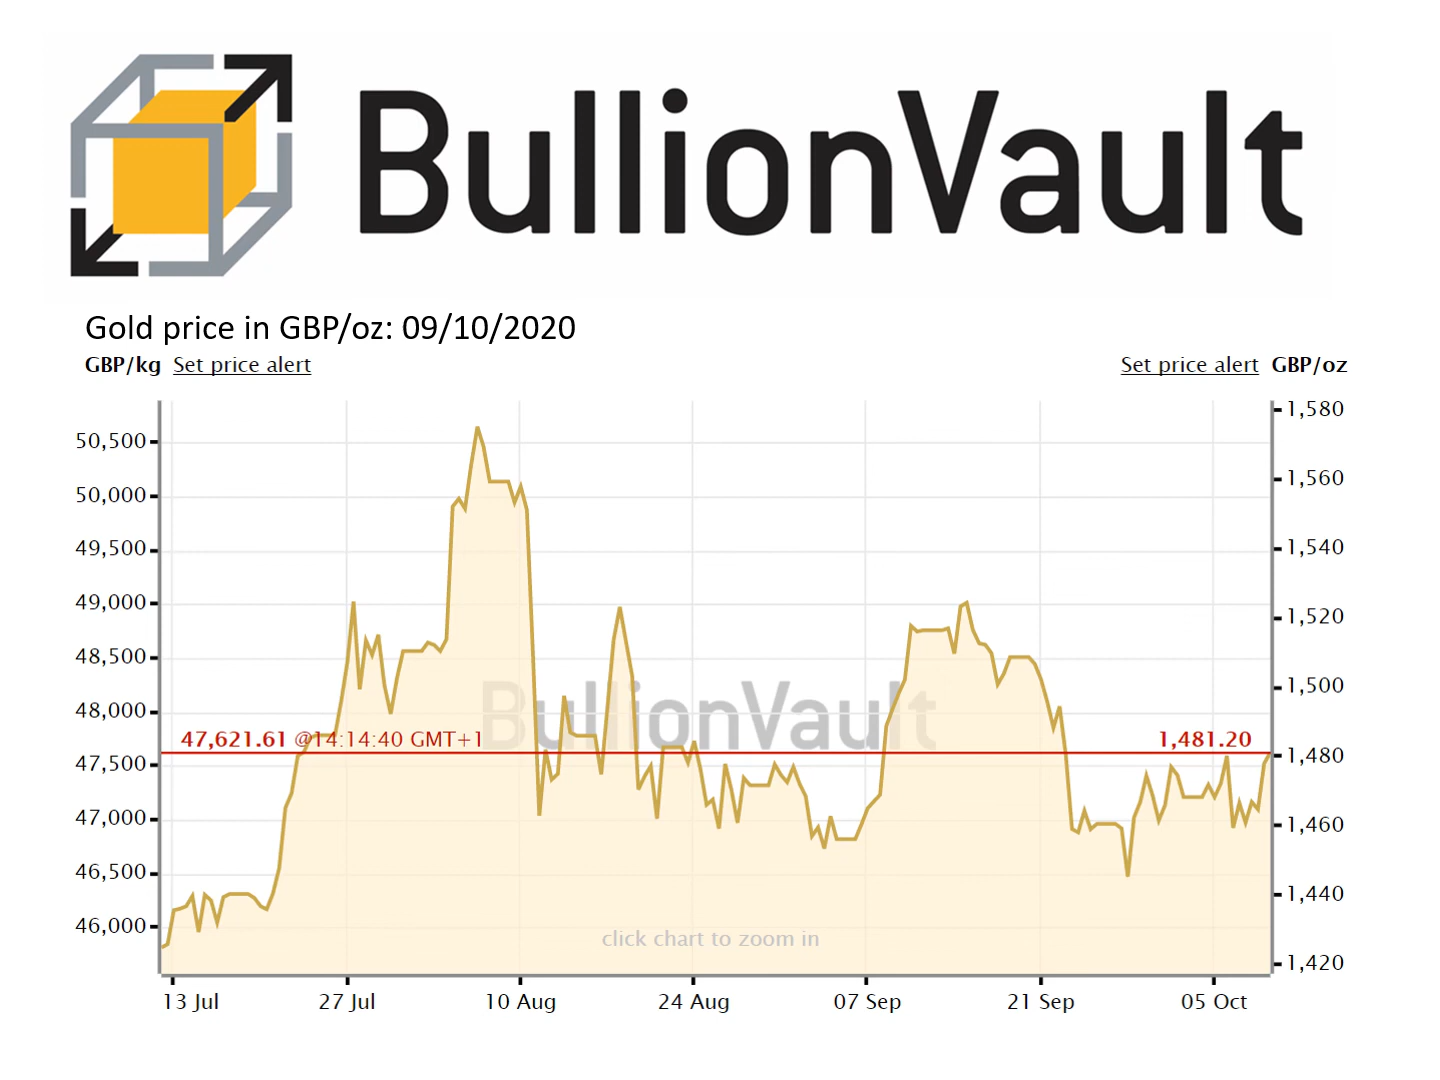 BullionVault
Gold price in GBP/oz: 09/10/2020
GBP/kg Set price alert Set price alert GBP/oz
1,580
50,500
1,560
50,000
49,500 1,540
49,000
1,520
48,500
1,500
48,000
BullionVault
47,621.61 @14:14:40 GMT+1 1,481.20
47,500 1,480
47,000 1,460
46,500
1,440
46,000
click chart to zoom in
1,420
13 Jul 27 Jul 10 Aug 24 Aug 07 Sep 21 Sep 05 Oct